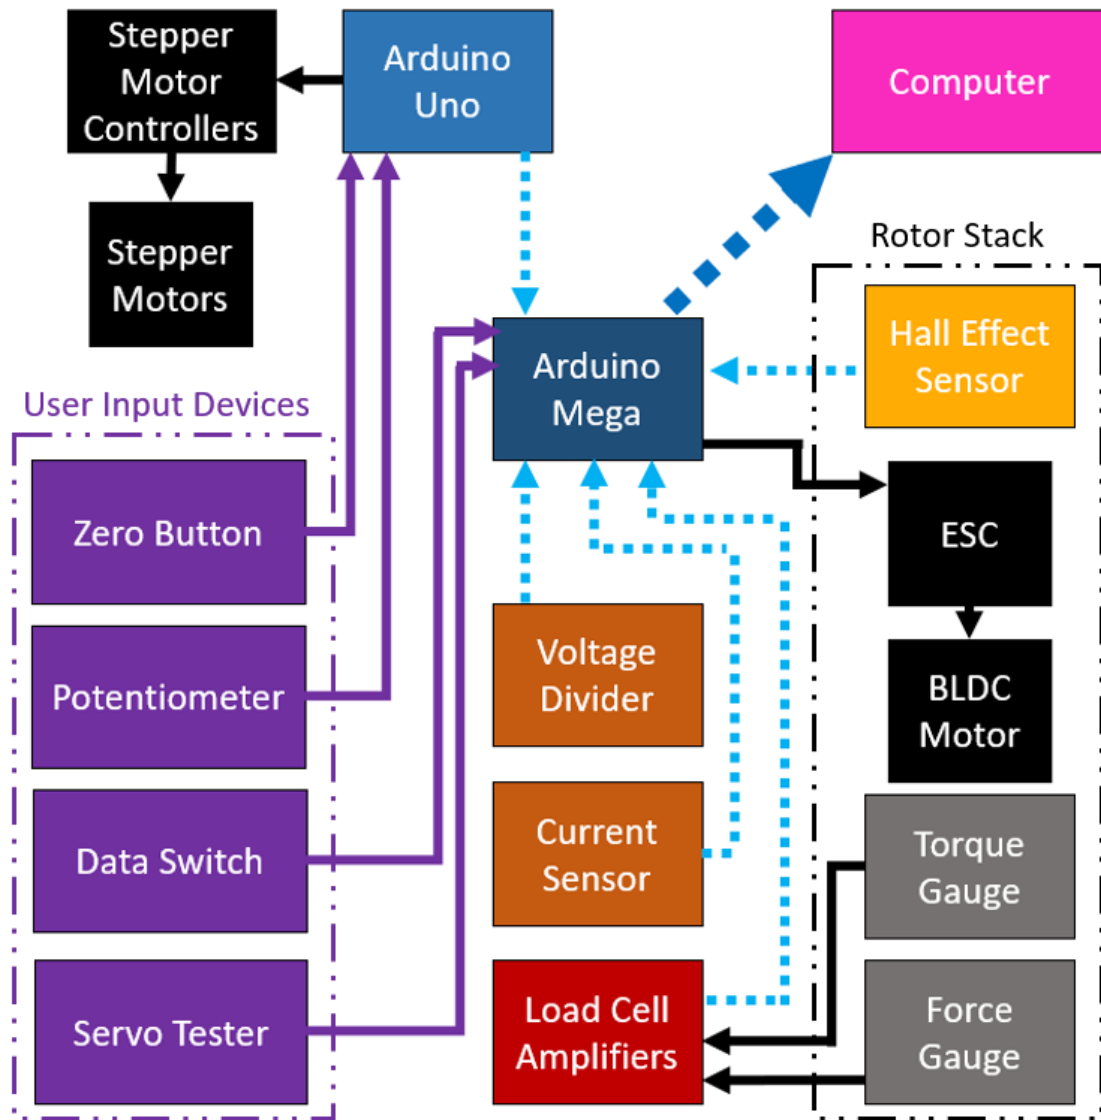 Stepper
Motor
Controllers
Arduino
Uno
Computer
Stepper
Motors
Rotor Stack
Hall Effect
Sensor
Arduino
Mega
User Input Devices
Zero Button
ESC
Voltage
Divider
Potentiometer
BLDC
Motor
Current
Sensor
Data Switch
Torque
Gauge
Load Cell
Amplifiers
Servo Tester
Force
Gauge